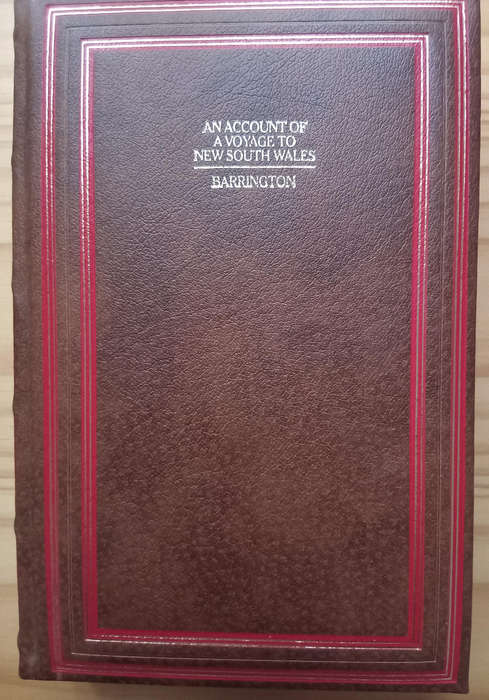 AN ACCOUNT OF
A VOYAGE TO
NEW SOUTH WALES
BARRINGTON